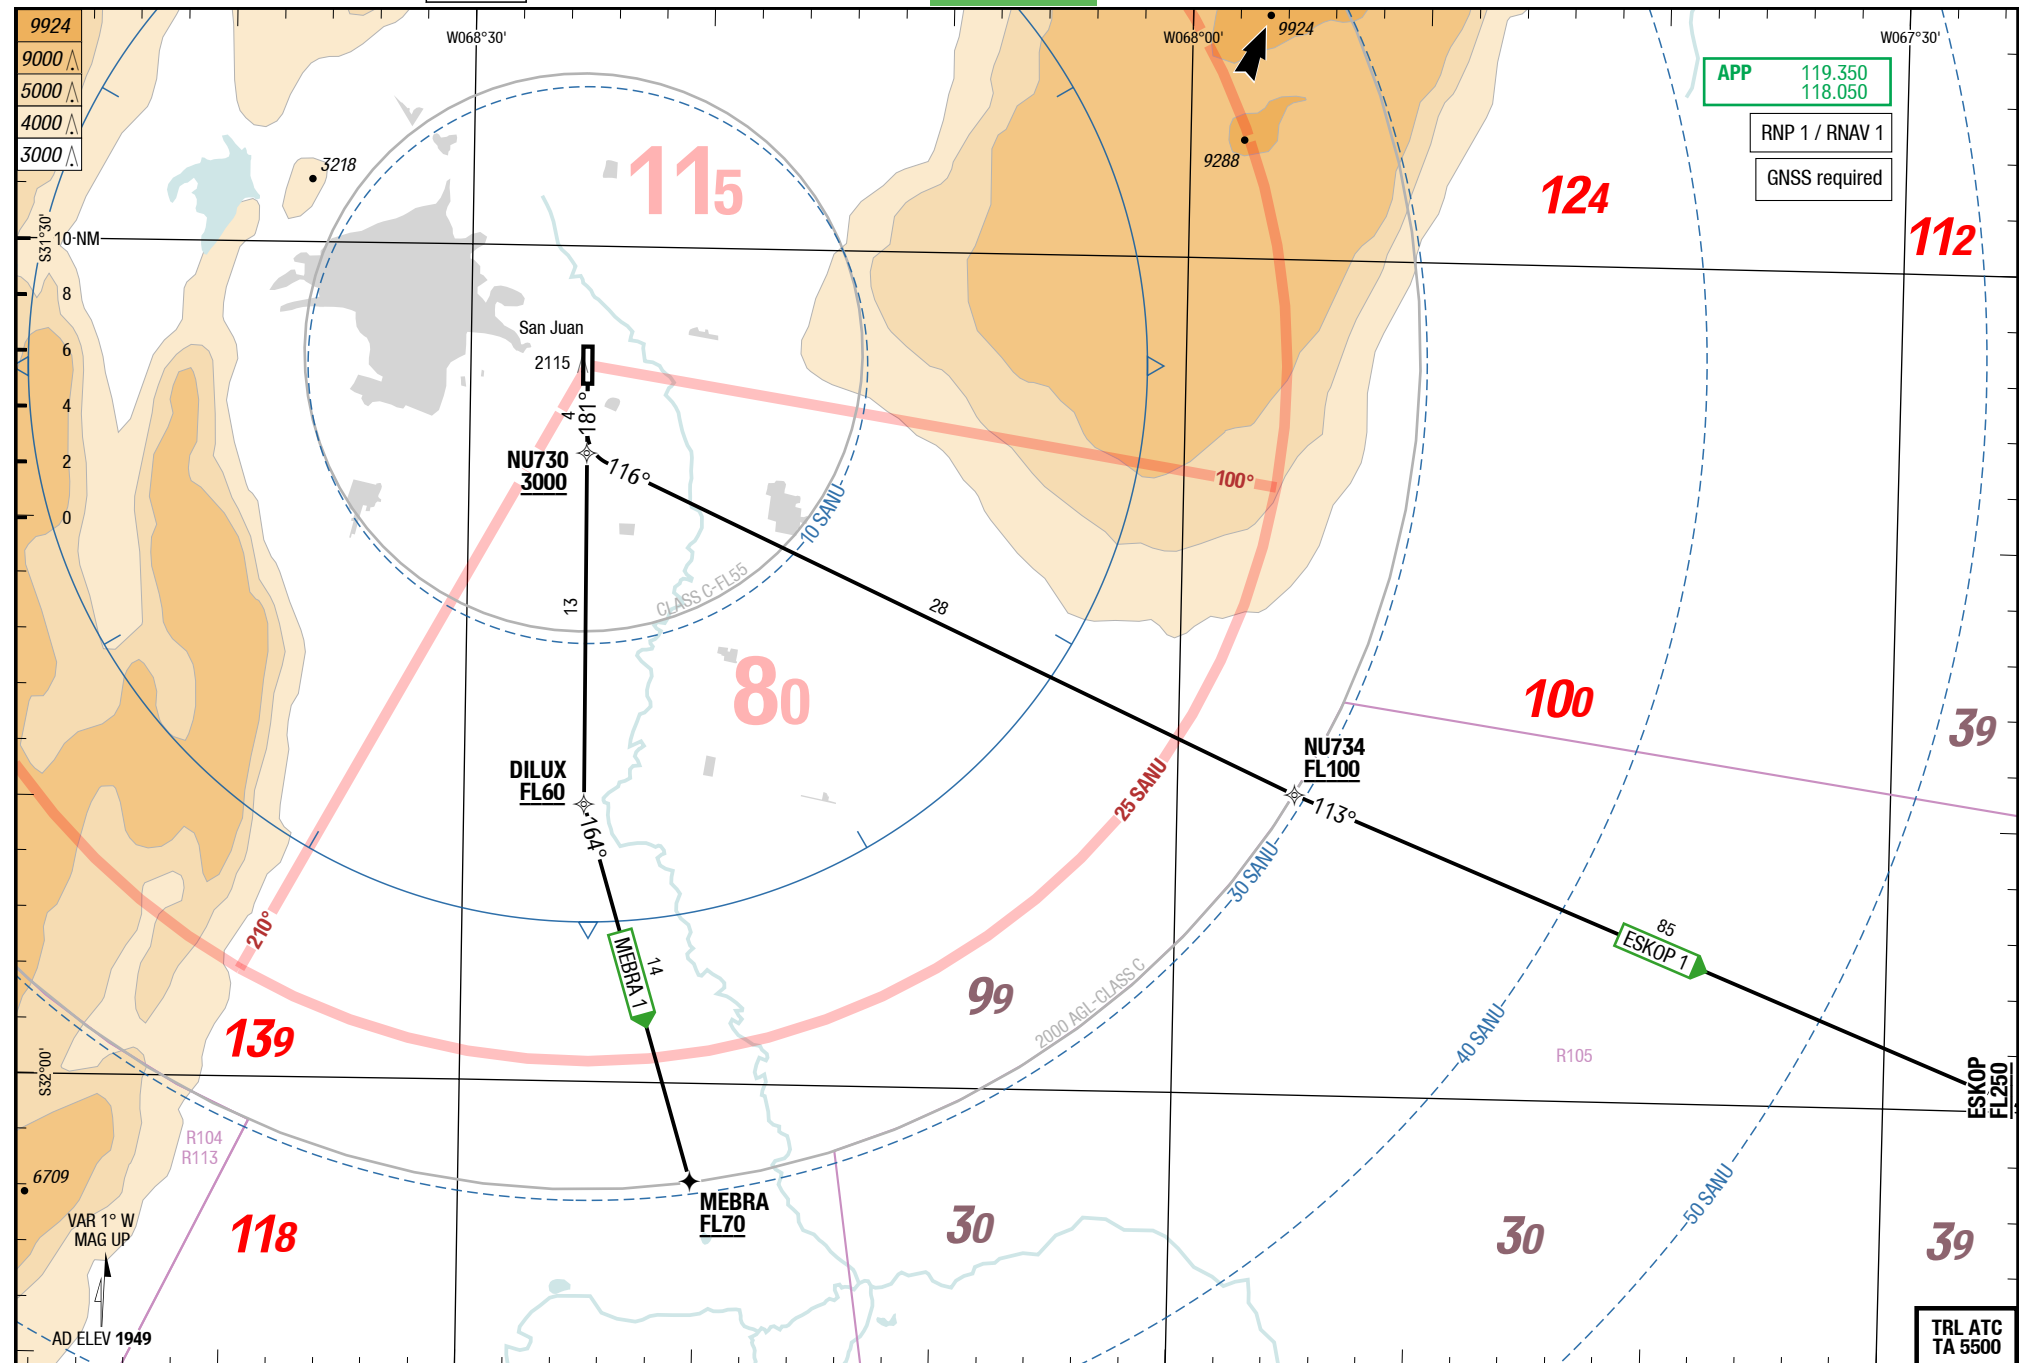 9924
9000
5000
4000
3000
W068°30'
W068°00'
W067°30'
9924
APP 119.350
118.050
RNP 1 / RNAV 1
GNSS required
9288
3218
115
124
112
S31°30'
10 NM
8
6
4
2
0
San Juan
2115
4
181°
NU730
3000
116°
100°
10 SANU
13
CLASS C-FL55
28
80
100
39
DILUX
FL60
164°
NU734
FL100
113°
25 SANU
30 SANU
210°
MEBRA 1
14
85
ESKOP 1
99
2000 AGL-CLASS C
40 SANU
R105
139
S32°00'
ESKOP
FL250
R104
R113
6709
MEBRA
FL70
50 SANU
118
30
30
39
VAR 1° W
MAG UP
AD ELEV 1949
TRL ATC
TA 5500